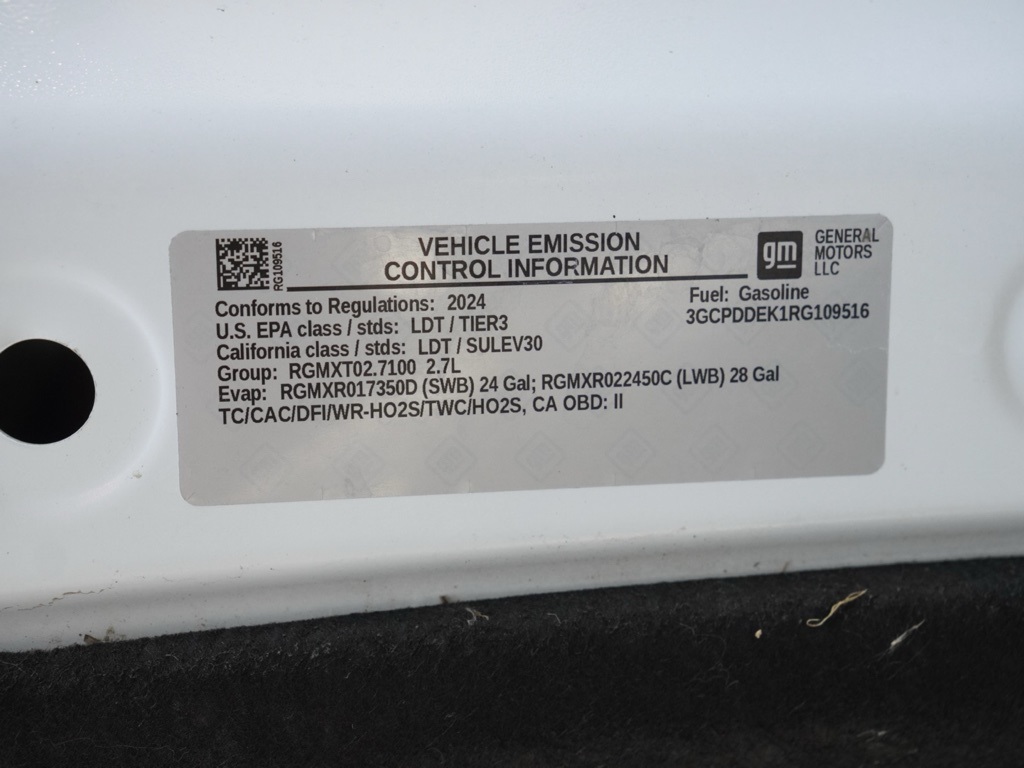 RG109516
VEHICLE EMISSION
CONTROL INFORMATION
gm
GENERAL
MOTORS
LLC
Conforms to Regulations: 2024
U.S. EPA class / stds: LDT / TIER3
California class / stds: LDT / SULEV30
Group: RGMXT02.7100 2.7L
Evap: RGMXR017350D (SWB) 24 Gal; RGMXR022450C (LWB) 28 Gal
TC/CAC/DFI/WR-HO2S/TWC/HO2S, CA OBD: II
Fuel: Gasoline
3GCPDDEK1RG109516